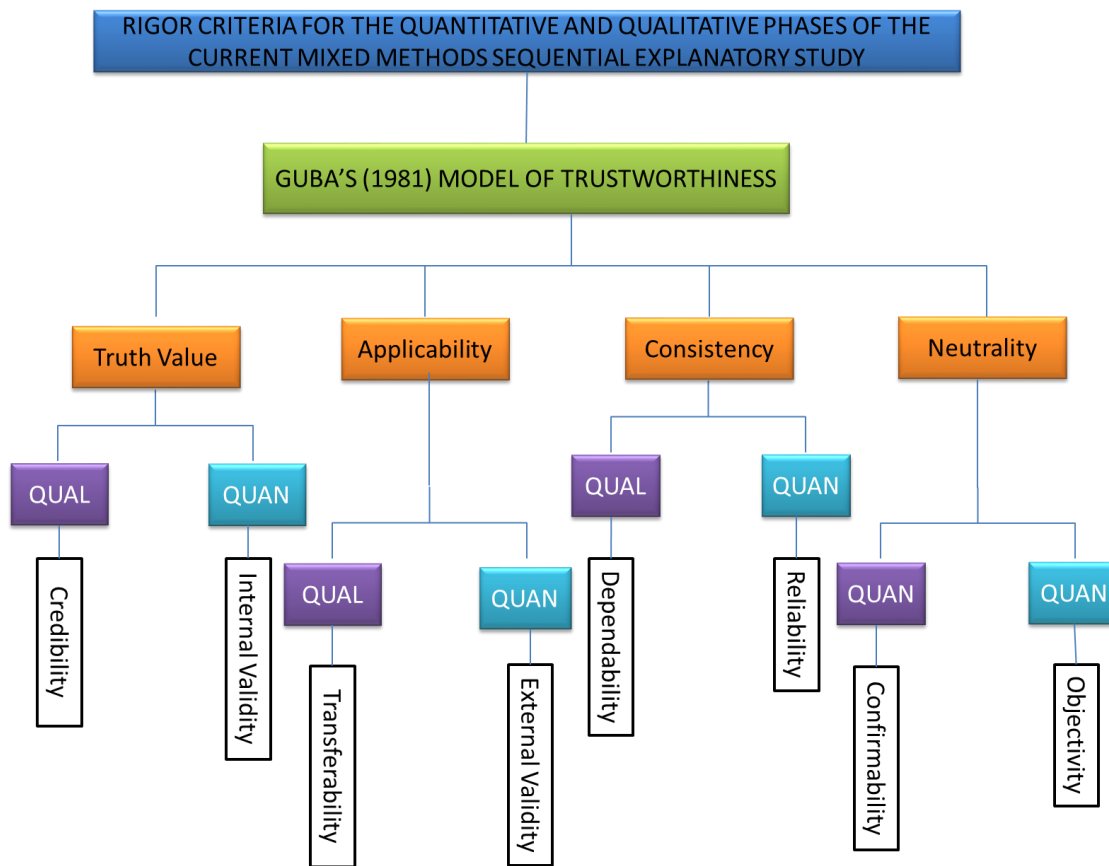 RIGOR CRITERIA FOR THE QUANTITATIVE AND QUALITATIVE PHASES OF THE
CURRENT MIXED METHODS SEQUENTIAL EXPLANATORY STUDY
GUBA'S (1981) MODEL OF TRUSTWORTHINESS
Truth Value
Applicability
Consistency
Neutrality
QUAL
QUAN
QUAL
QUAN
Credibility
Internal Validity
Dependability
Reliability
QUAL
QUAN
QUAN
QUAN
Transferability
External Validity
Confirmability
Objectivity